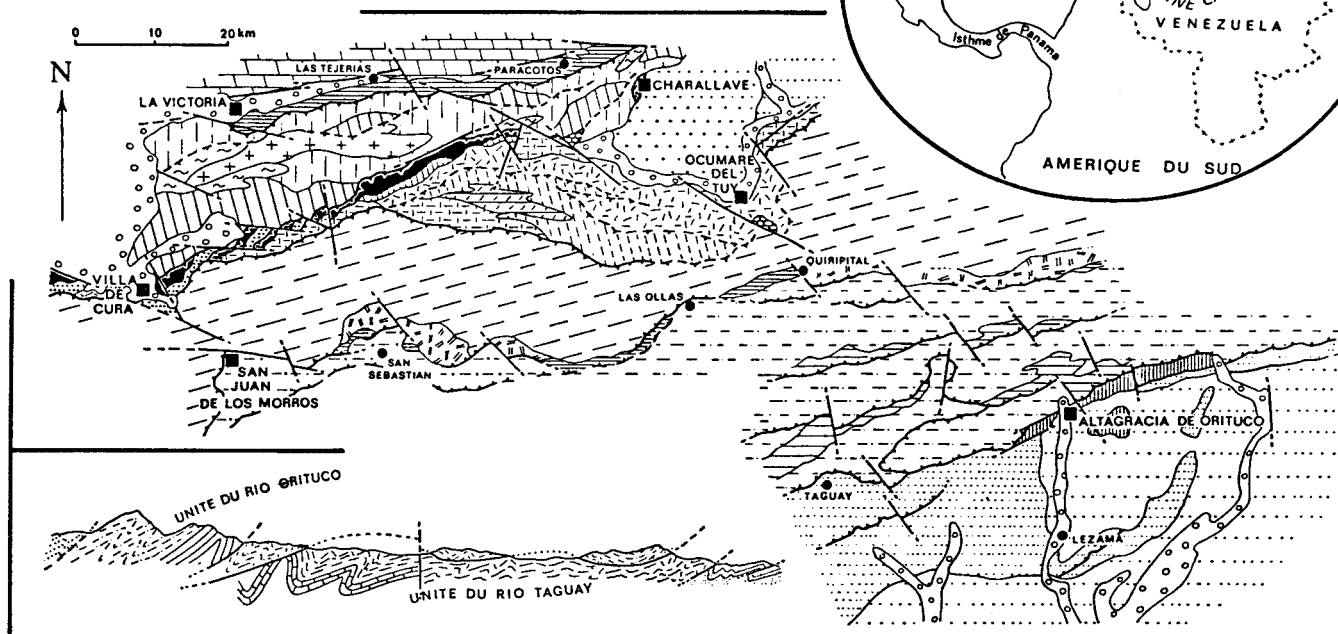 0 10 20 km
N
LAS TEJERIAS
PARACOTOS
LA VICTORIA
CHARALLAVE
OCUMARE
DEL
TUY
VILLA
DE
CURA
QUIRIPITAL
LAS OLLAS
SAN
SEBASTIAN
SAN
JUAN
DE LOS MORROS
ALTAGRACIA DE ORITUCO
TAGUAY
LEZAMA
Isthme de Panama
VENEZUELA
AMERIQUE DU SUD
UNITE DU RIO ORITUCO
UNITE DU RIO TAGUAY